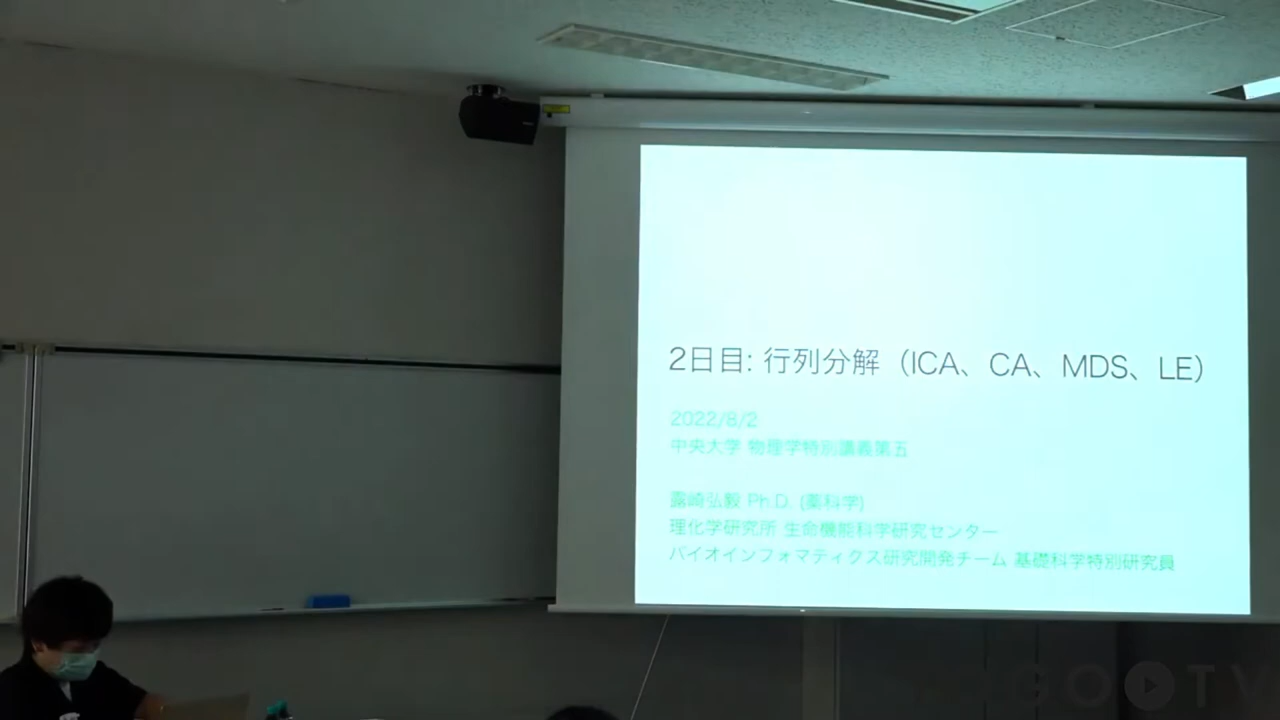 2日目: 行列分解（ICA、CA、MDS、LE）
2022/8/2
中央大学 物理学特別講義第五
露崎弘毅 Ph.D. (薬科学)
理化学研究所 生命機能科学研究センター
バイオインフォマティクス研究開発チーム 基礎科学特別研究員